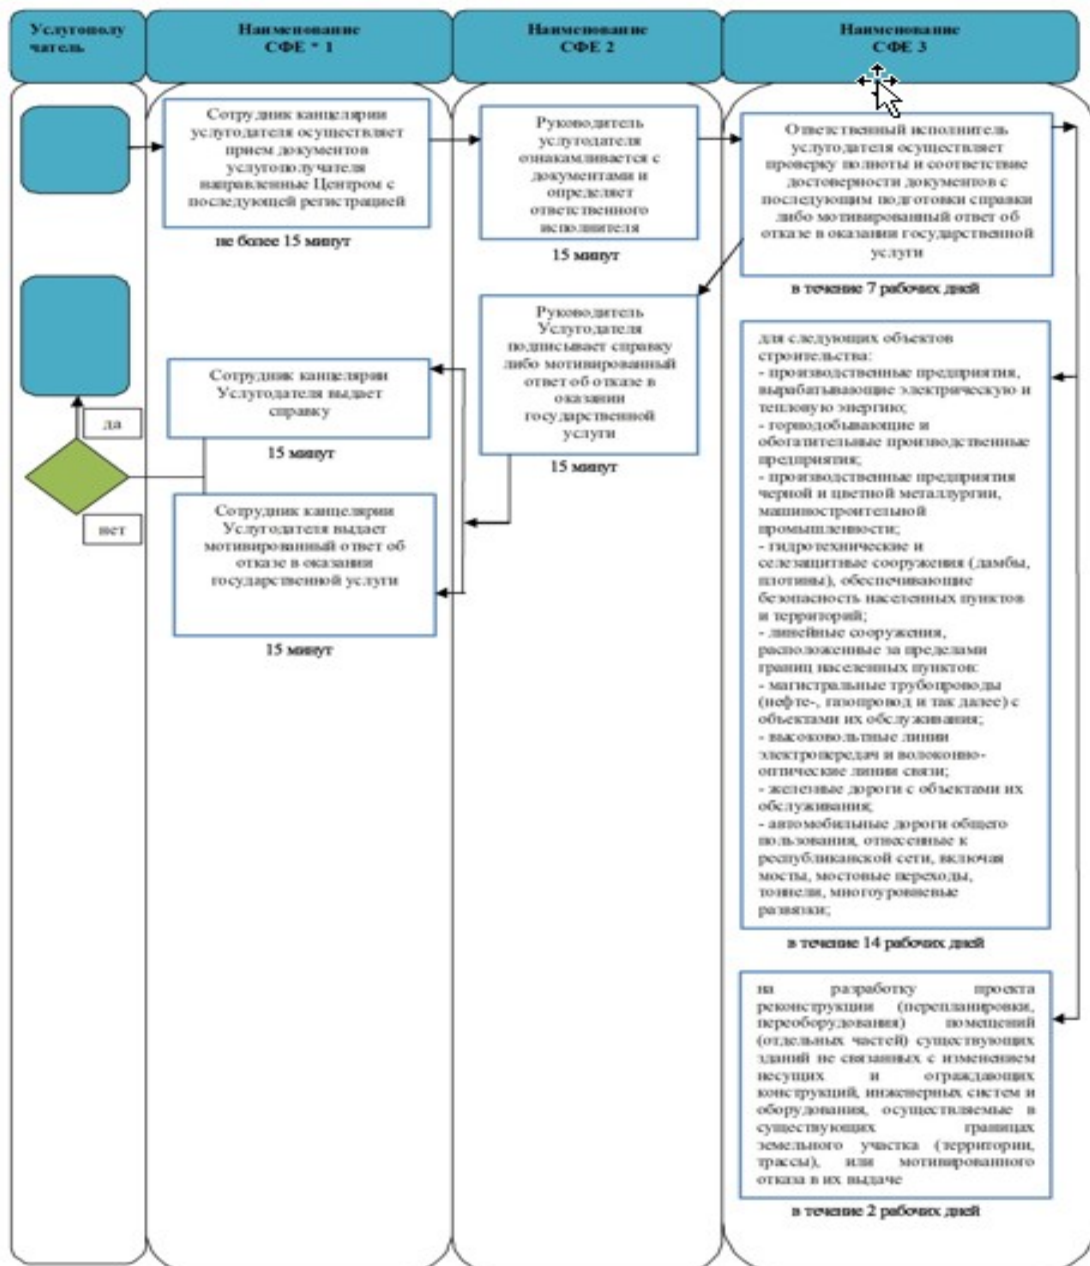 Услугополу
чатель
Наименование
СФЕ * 1
Наименование
СФЕ 2
Наименование
СФЕ 3
Сотрудник канцелярии
услугодателя осуществляет
прием документов
услугополучателя
направленные Центром с
последующей регистрацией
не более 15 минут
Руководитель
услугодателя
ознакамливается с
документами и
определяет
ответственного
исполнителя
15 минут
Ответственный исполнитель
услугодателя осуществляет
проверку полноты и соответствие
достоверности документов с
последующим подготовки справки
либо мотивированный ответ об
отказе в оказании государственной
услуги
в течение 7 рабочих дней
Руководитель
Услугодателя
подписывает справку
либо мотивированный
ответ об отказе в
оказании
государственной
услуги
15 минут
Сотрудник канцелярии
Услугодателя выдает
справку
15 минут
да
нет
Сотрудник канцелярии
Услугодателя выдает
мотивированный ответ об
отказе в оказании
государственной услуги
15 минут
для следующих объектов
строительства:
- производственные предприятия,
вырабатывающие электрическую и
тепловую энергию;
- горнодобывающие и
обогатительные производственные
предприятия;
- производственные предприятия
черной и цветной металлургии,
машиностроительной
промышленности;
- гидротехнические и
селезащитные сооружения (дамбы,
плотины), обеспечивающие
безопасность населенных пунктов
и территорий;
- линейные сооружения,
расположенные за пределами
границ населенных пунктов:
- магистральные трубопроводы
(нефте-, газопровод и так далее) с
объектами их обслуживания;
- высоковольтные линии
электропередач и волоконно-
оптические линии связи;
- железные дороги с объектами их
обслуживания;
- автомобильные дороги общего
пользования, отнесенные к
республиканской сети, включая
мосты, мостовые переходы,
тоннели, многоуровневые
развязки;
в течение 14 рабочих дней
на разработку проекта
реконструкции (перепланировки,
переоборудования) помещений
(отдельных частей) существующих
зданий не связанных с изменением
несущих и ограждающих
конструкций, инженерных систем и
оборудования, осуществляемые в
существующих границах
земельного участка (территории,
трассы), или мотивированного
отказа в их выдаче
в течение 2 рабочих дней